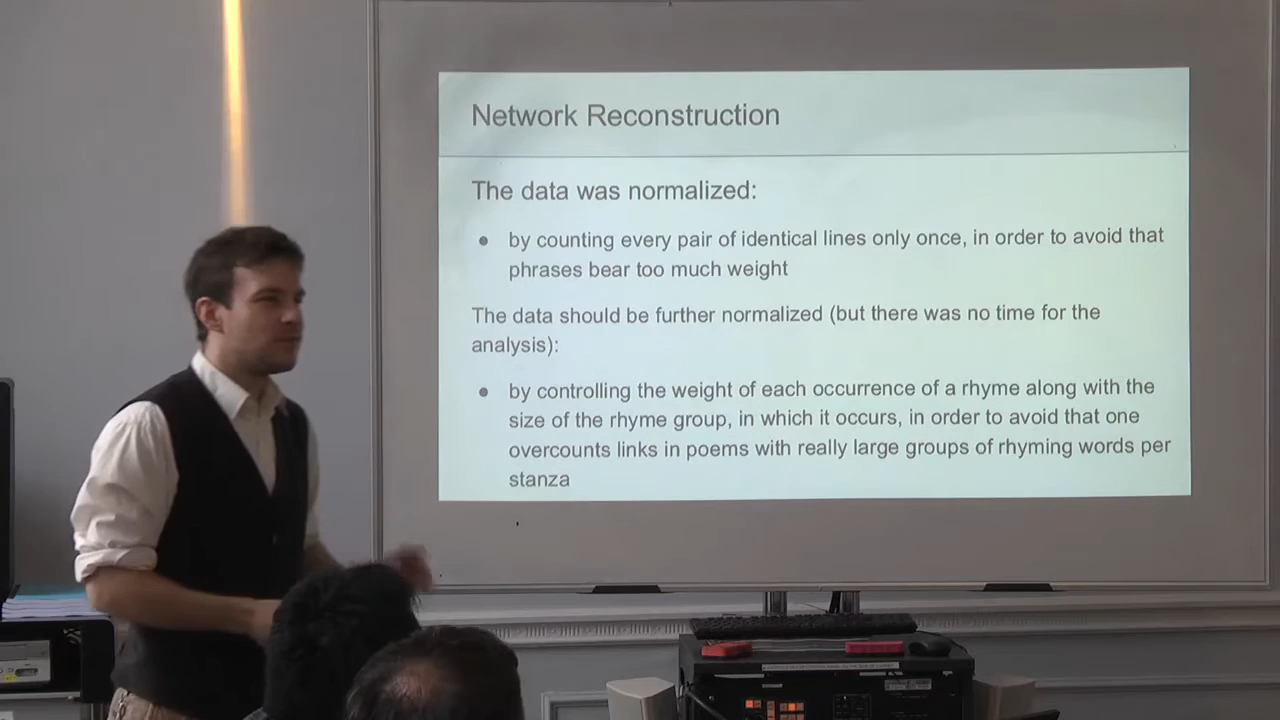 Network Reconstruction
The data was normalized:
● by counting every pair of identical lines only once, in order to avoid that
phrases bear too much weight
The data should be further normalized (but there was no time for the
analysis):
● by controlling the weight of each occurrence of a rhyme along with the
size of the rhyme group, in which it occurs, in order to avoid that one
overcounts links in poems with really large groups of rhyming words per
stanza